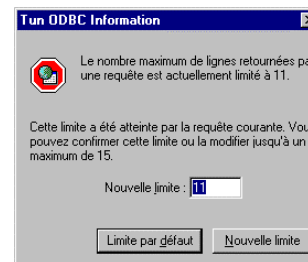 Tun ODBC Information
Le nombre maximum de lignes retournées pa
une requête est actuellement limité à 11.
Cette limite a été atteinte par la requête courante. Vou
pouvez confirmer cette limite ou la modifier jusqu'à un
maximum de 15.
Nouvelle limite : 11
Limite par défaut
Nouvelle limite